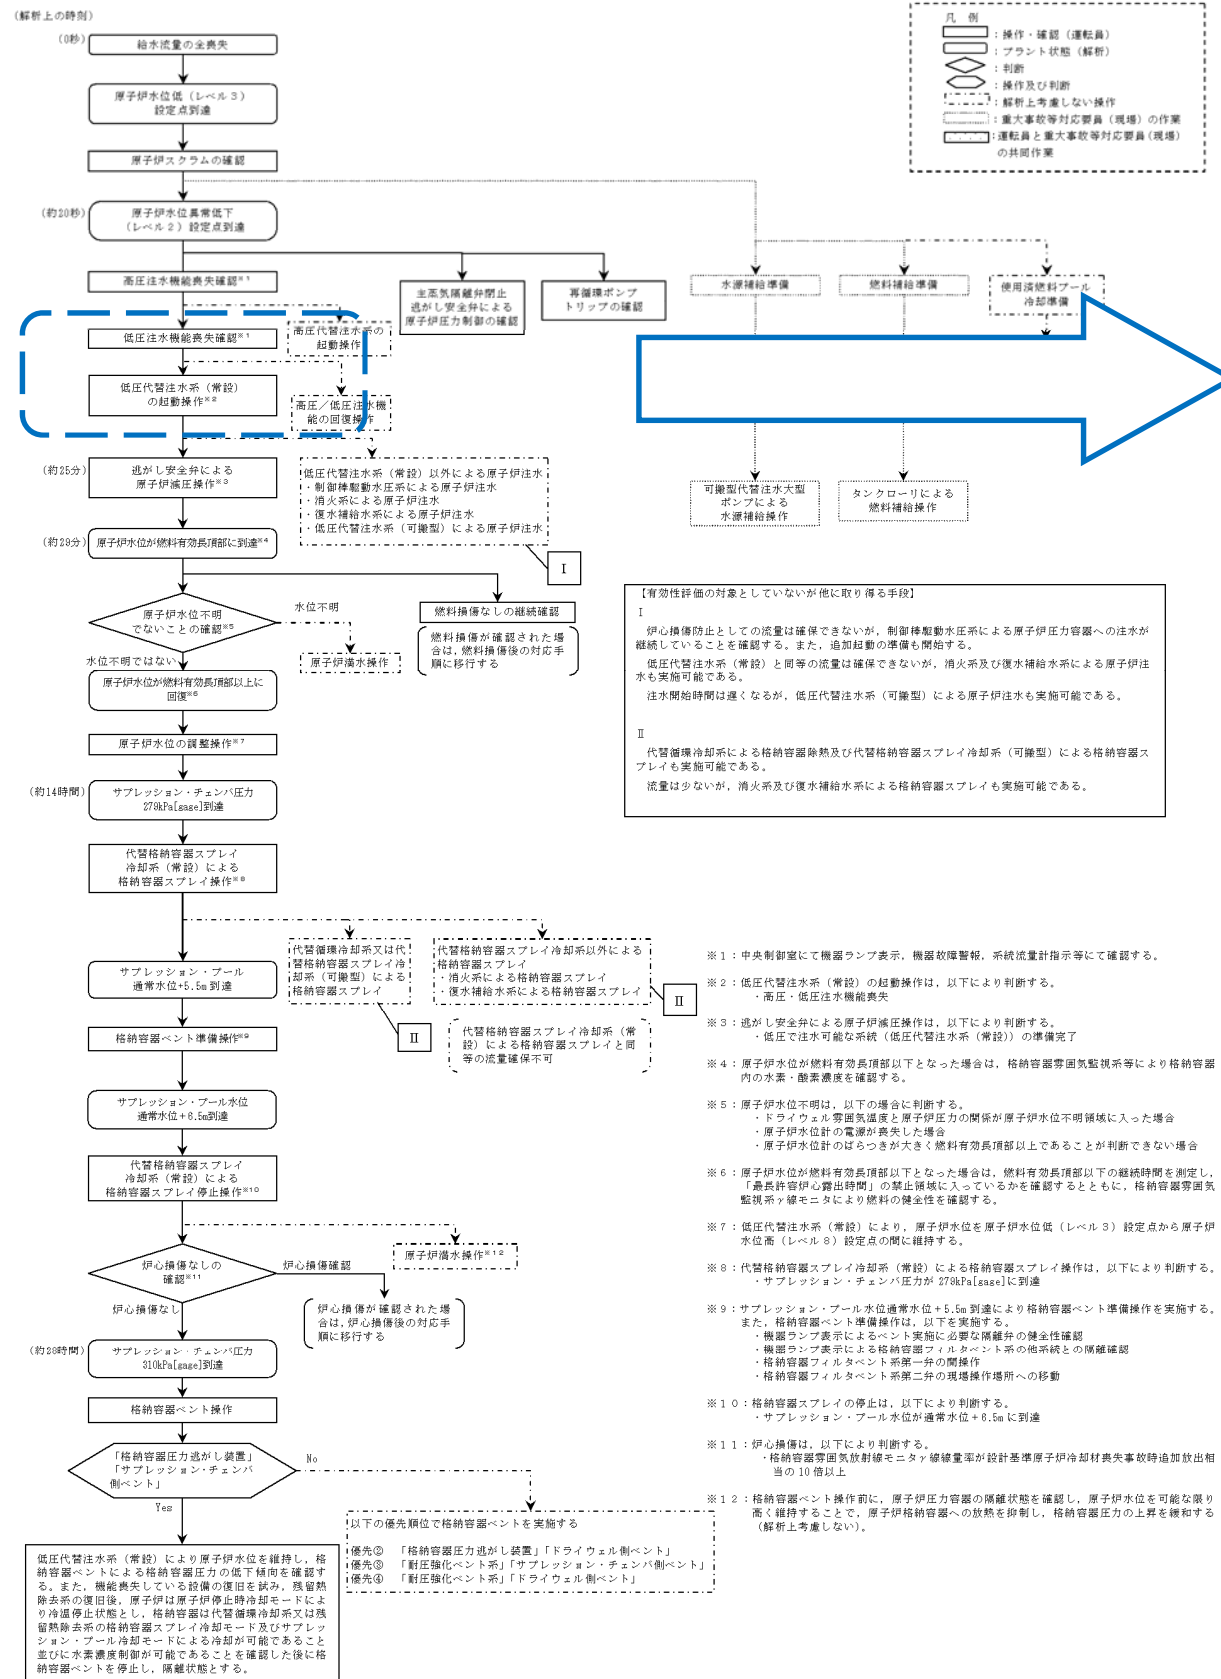 (解析上の時刻)
(0秒)
給水流量の全喪失
原子炉水位低（レベル３）
設定点到達
原子炉スクラムの確認
(約20秒)
原子炉水位異常低下
（レベル２）設定点到達
高圧注水機能喪失確認※1
主蒸気隔離弁閉止
逃がし安全弁による
原子炉圧力制御の確認
再循環ポンプ
トリップの確認
水源補給準備
燃料補給準備
使用済燃料プール
冷却準備
凡　例
：操作・確認（運転員）
：プラント状態（解析）
：判断
：操作及び判断
：解析上考慮しない操作
：重大事故等対応要員（現場）の作業
：運転員と重大事故等対応要員（現場）
の共同作業
低圧注水機能喪失確認※1
高圧代替注水系の
起動操作
低圧代替注水系（常設）
の起動操作※2
高圧／低圧注水機
能の回復操作
(約25分)
逃がし安全弁による
原子炉減圧操作※3
低圧代替注水系（常設）以外による原子炉注水
・制御棒駆動水圧系による原子炉注水
・消火系による原子炉注水
・復水補給水系による原子炉注水
・低圧代替注水系（可搬型）による原子炉注水
Ⅰ
可搬型代替注水大型
ポンプによる
水源補給操作
タンクローリによる
燃料補給操作
(約29分)
原子炉水位が燃料有効長頂部に到達※4
原子炉水位不明
でないことの確認※5
水位不明
原子炉満水操作
燃料損傷なしの継続確認
燃料損傷が確認された場
合は，燃料損傷後の対応手
順に移行する
水位不明ではない
原子炉水位が燃料有効長頂部以上に
回復※6
原子炉水位の調整操作※7
(約14時間)
サプレッション・チェンバ圧力
279kPa[gage]到達
代替格納容器スプレイ
冷却系（常設）による
格納容器スプレイ操作※8
【有効性評価の対象としていないが他に取り得る手段】
Ⅰ
炉心損傷防止としての流量は確保できないが，制御棒駆動水圧系による原子炉圧力容器への注水が
継続していることを確認する。また，追加起動の準備も開始する。
低圧代替注水系（常設）と同等の流量は確保できないが，消火系及び復水補給水系による原子炉注
水も実施可能である。
注水開始時間は遅くなるが，低圧代替注水系（可搬型）による原子炉注水も実施可能である。
Ⅱ
代替循環冷却系による格納容器除熱及び代替格納容器スプレイ冷却系（可搬型）による格納容器ス
プレイも実施可能である。
流量は少ないが，消火系及び復水補給水系による格納容器スプレイも実施可能である。
代替循環冷却系又は代
替格納容器スプレイ冷
却系（可搬型）による
格納容器スプレイ
Ⅱ
代替格納容器スプレイ冷却系以外による
格納容器スプレイ
・消火系による格納容器スプレイ
・復水補給水系による格納容器スプレイ
Ⅱ
代替格納容器スプレイ冷却系（常
設）による格納容器スプレイと同
等の流量確保不可
サプレッション・プール
通常水位+5.5m到達
格納容器ベント準備操作※9
サプレッション・プール水位
通常水位＋6.5m到達
代替格納容器スプレイ
冷却系（常設）による
格納容器スプレイ停止操作※10
原子炉満水操作※12
炉心損傷なしの
確認※11
炉心損傷確認
炉心損傷が確認された場
合は，炉心損傷後の対応手
順に移行する
炉心損傷なし
(約28時間)
サプレッション・チェンバ圧力
310kPa[gage]到達
格納容器ベント操作
「格納容器圧力逃がし装置」
「サプレッション・チェンバ
側ベント」
No
Yes
以下の優先順位で格納容器ベントを実施する
優先②　「格納容器圧力逃がし装置」「ドライウェル側ベント」
優先③　「耐圧強化ベント系」「サプレッション・チェンバ側ベント」
優先④　「耐圧強化ベント系」「ドライウェル側ベント」
低圧代替注水系（常設）により原子炉水位を維持し，格
納容器ベントによる格納容器圧力の低下傾向を確認す
る。また，機能喪失している設備の復旧を試み，残留熱
除去系の復旧後，原子炉は原子炉停止時冷却モードによ
り冷温停止状態とし，格納容器は代替循環冷却系又は残
留熱除去系の格納容器スプレイ冷却モード及びサプレッ
ション・プール冷却モードによる冷却が可能であること
並びに水素濃度制御が可能であることを確認した後に格
納容器ベントを停止し，隔離状態とする。
※１：中央制御室にて機器ランプ表示，機器故障警報，系統流量計指示等にて確認する。
※２：低圧代替注水系（常設）の起動操作は，以下により判断する。
・高圧・低圧注水機能喪失
※３：逃がし安全弁による原子炉減圧操作は，以下により判断する。
・低圧で注水可能な系統（低圧代替注水系（常設））の準備完了
※４：原子炉水位が燃料有効長頂部以下となった場合は，格納容器雰囲気監視系等により格納容器
内の水素・酸素濃度を確認する。
※５：原子炉水位不明は，以下の場合に判断する。
・ドライウェル雰囲気温度と原子炉圧力の関係が原子炉水位不明領域に入った場合
・原子炉水位計の電源が喪失した場合
・原子炉水位計のばらつきが大きく燃料有効長頂部以上であることが判断できない場合
※６：原子炉水位が燃料有効長頂部以下となった場合は，燃料有効長頂部以下の継続時間を測定し，
「最長許容炉心露出時間」の禁止領域に入っているかを確認するとともに，格納容器雰囲気
監視系γ線モニタにより燃料の健全性を確認する。
※７：低圧代替注水系（常設）により，原子炉水位を原子炉水位低（レベル３）設定点から原子炉
水位高（レベル８）設定点の間に維持する。
※８：代替格納容器スプレイ冷却系（常設）による格納容器スプレイ操作は，以下により判断する。
・サプレッション・チェンバ圧力が 279kPa[gage]に到達
※９：サプレッション・プール水位通常水位＋5.5m 到達により格納容器ベント準備操作を実施する。
また，格納容器ベント準備操作は，以下を実施する。
・機器ランプ表示によるベント実施に必要な隔離弁の健全性確認
・機器ランプ表示による格納容器フィルタベント系の他系統との隔離確認
・格納容器フィルタベント系第一弁の開操作
・格納容器フィルタベント系第二弁の現場操作場所への移動
※１０：格納容器スプレイの停止は，以下により判断する。
・サプレッション・プール水位が通常水位＋6.5m に到達
※１１：炉心損傷は，以下により判断する。
・格納容器雰囲気放射線モニタγ線線量率が設計基準原子炉冷却材喪失事故時追加放出相
当の 10 倍以上
※１２：格納容器ベント操作前に，原子炉圧力容器の隔離状態を確認し，原子炉水位を可能な限り
高く維持することで，原子炉格納容器への放熱を抑制し，格納容器圧力の上昇を緩和する
（解析上考慮しない）。